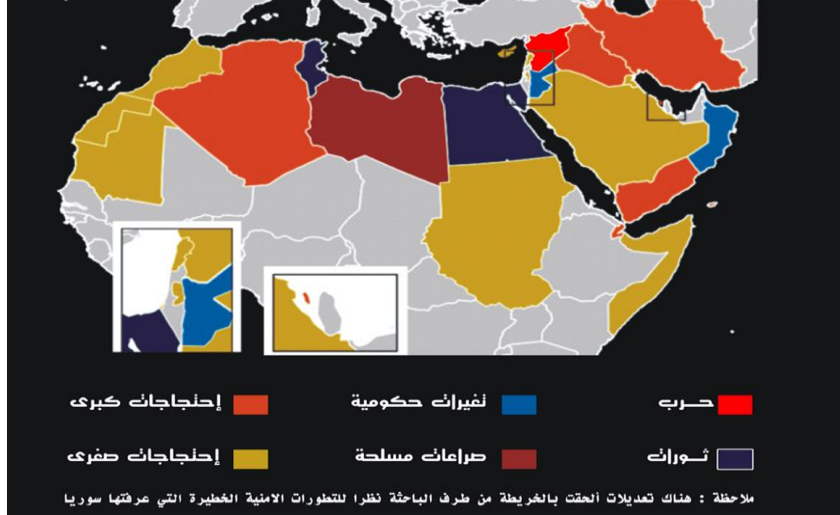 حرب
تغيرات حكومية
إحتجاجات كبرى
ثورات
صراعات مسلحة
إحتجاجات صغرى
ملاحظة : هناك تعديلات ألحقت بالخريطة من طرف الباحثة نظرا للتطورات الامنية الخطيرة التي عرفتها سوريا